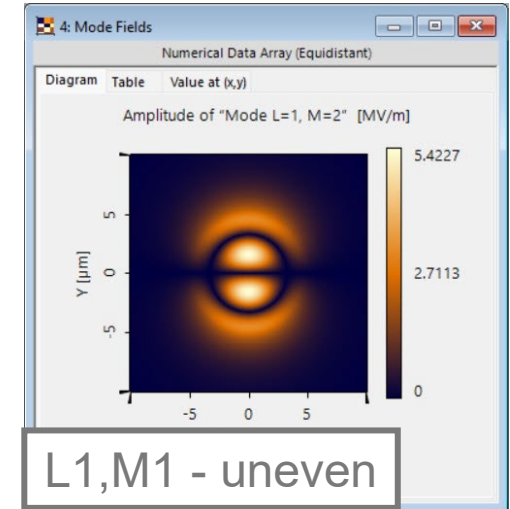 4: Mode Fields
Numerical Data Array (Equidistant)
Diagram Table Value at (x,y)
Amplitude of "Mode L=1, M=2" [MV/m]
5.4227
2.7113
0
Y [µm]
5
0
-5
-5 0 5
L1,M1 - uneven